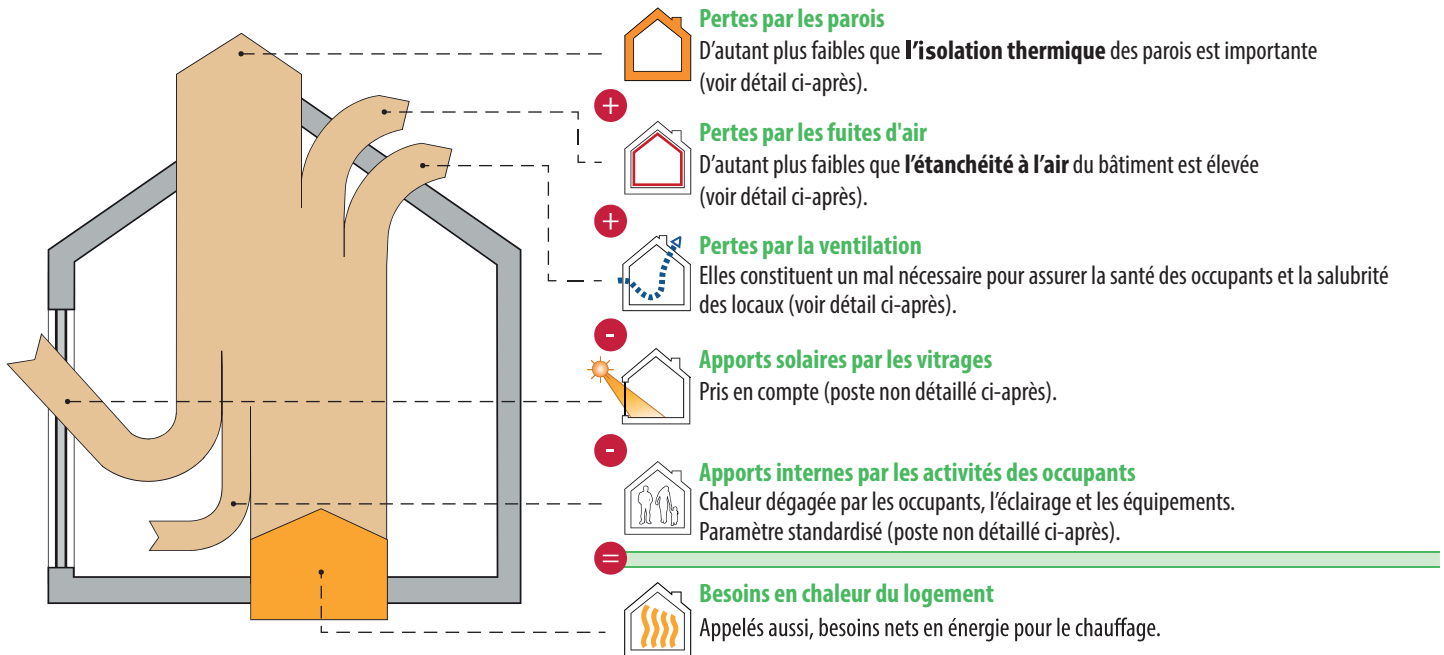 Pertes par les parois
D'autant plus faibles que l'isolation thermique des parois est importante
(voir détail ci-après).
+
Pertes par les fuites d'air
D'autant plus faibles que l'étanchéité à l'air du bâtiment est élevée
(voir détail ci-après).
+
Pertes par la ventilation
Elles constituent un mal nécessaire pour assurer la santé des occupants et la salubrité
des locaux (voir détail ci-après).
-
Apports solaires par les vitrages
Pris en compte (poste non détaillé ci-après).
-
Apports internes par les activités des occupants
Chaleur dégagée par les occupants, l'éclairage et les équipements.
Paramètre standardisé (poste non détaillé ci-après).
=
Besoins en chaleur du logement
Appelés aussi, besoins nets en énergie pour le chauffage.